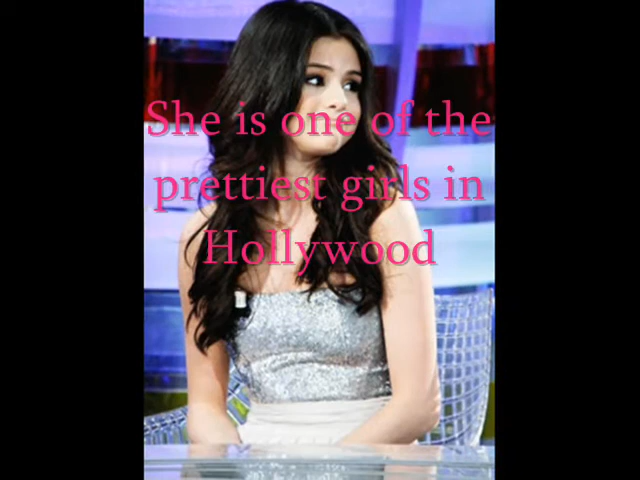 She is one of the
prettiest girls in
Hollywood